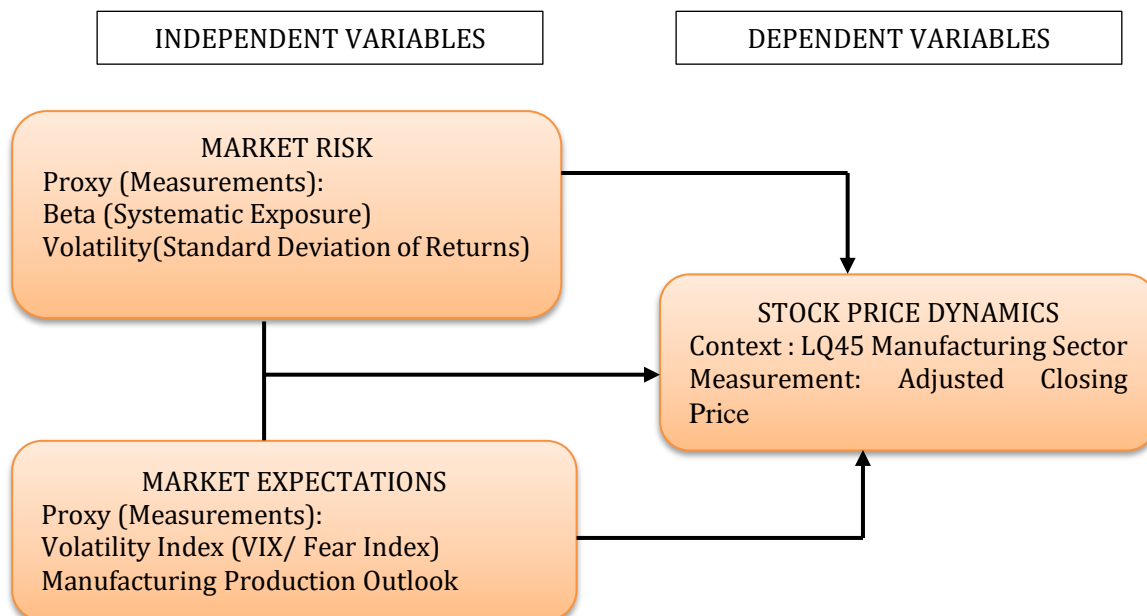 INDEPENDENT VARIABLES
DEPENDENT VARIABLES
MARKET RISK
Proxy (Measurements):
Beta (Systematic Exposure)
Volatility(Standard Deviation of Returns)
STOCK PRICE DYNAMICS
Context : LQ45 Manufacturing Sector
Measurement: Adjusted Closing
Price
MARKET EXPECTATIONS
Proxy (Measurements):
Volatility Index (VIX/ Fear Index)
Manufacturing Production Outlook